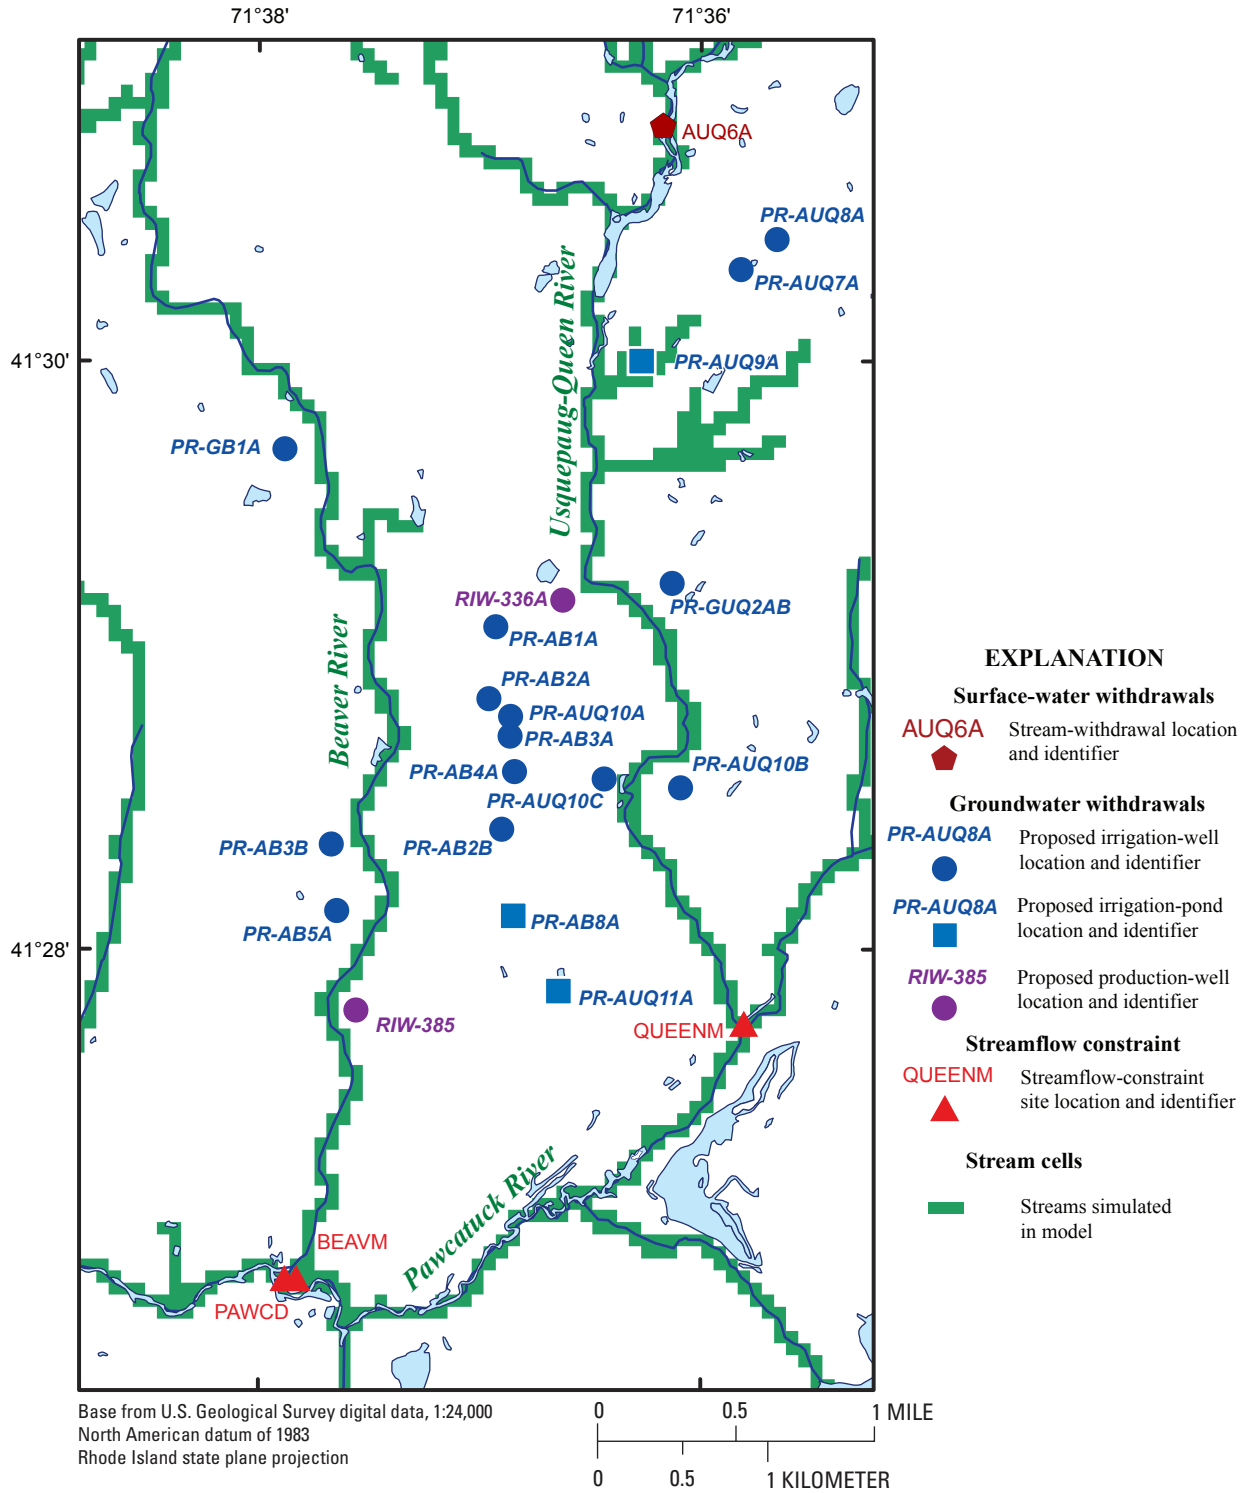 71°38'
71°36'
AUQ6A
PR-AUQ8A
PR-AUQ7A
Usquepaug-Queen River
41°30'
PR-AUQ9A
PR-GB1A
RIW-336A
PR-GUQ2AB
PR-AB1A
Beaver River
PR-AB2A
PR-AUQ10A
PR-AB3A
PR-AB4A
PR-AUQ10B
PR-AUQ10C
PR-AB3B
PR-AB2B
PR-AB5A
PR-AB8A
41°28'
PR-AUQ11A
RIW-385
QUEENM
Pawcatuck River
BEAVM
PAWCD
EXPLANATION
Surface-water withdrawals
AUQ6A
Stream-withdrawal location
and identifier
Groundwater withdrawals
PR-AUQ8A
Proposed irrigation-well
location and identifier
PR-AUQ8A
Proposed irrigation-pond
location and identifier
RIW-385
Proposed production-well
location and identifier
Streamflow constraint
QUEENM
Streamflow-constraint
site location and identifier
Stream cells
Streams simulated
in model
Base from U.S. Geological Survey digital data, 1:24,000
North American datum of 1983
Rhode Island state plane projection
0 0.5 1 MILE
0 0.5 1 KILOMETER